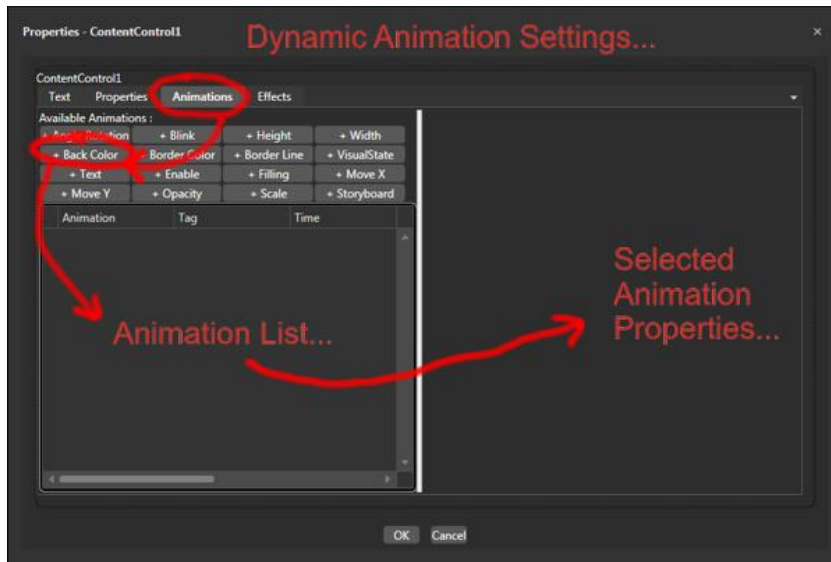 Properties - ContentControl1
Dynamic Animation Settings...
ContentControl1
Text Properties Animations Effects
Available Animations :
+ Angle Rotation + Blink + Height + Width
+ Back Color + Border Color + Border Line + VisualState
+ Text + Enable + Filling + Move X
+ Move Y + Opacity + Scale + Storyboard
Animation Tag Time
Selected
Animation
Properties...
Animation List...
OK Cancel